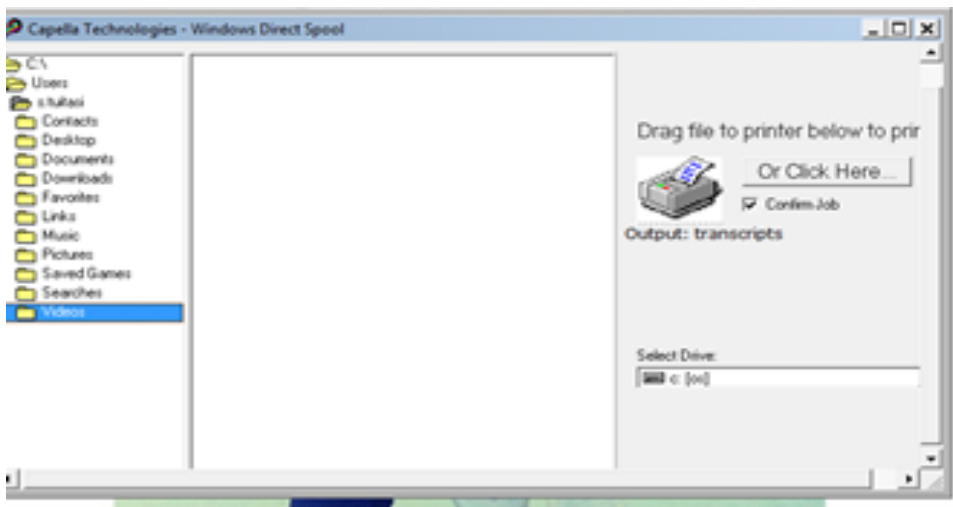 Capella Technologies - Windows Direct Spool
C:\
Users
s.tuitasi
Contacts
Desktop
Documents
Downloads
Favorites
Links
Music
Pictures
Saved Games
Searches
Videos
Drag file to printer below to prir
Or Click Here...
Confirm Job
Output: transcripts
Select Drive:
c: [os]